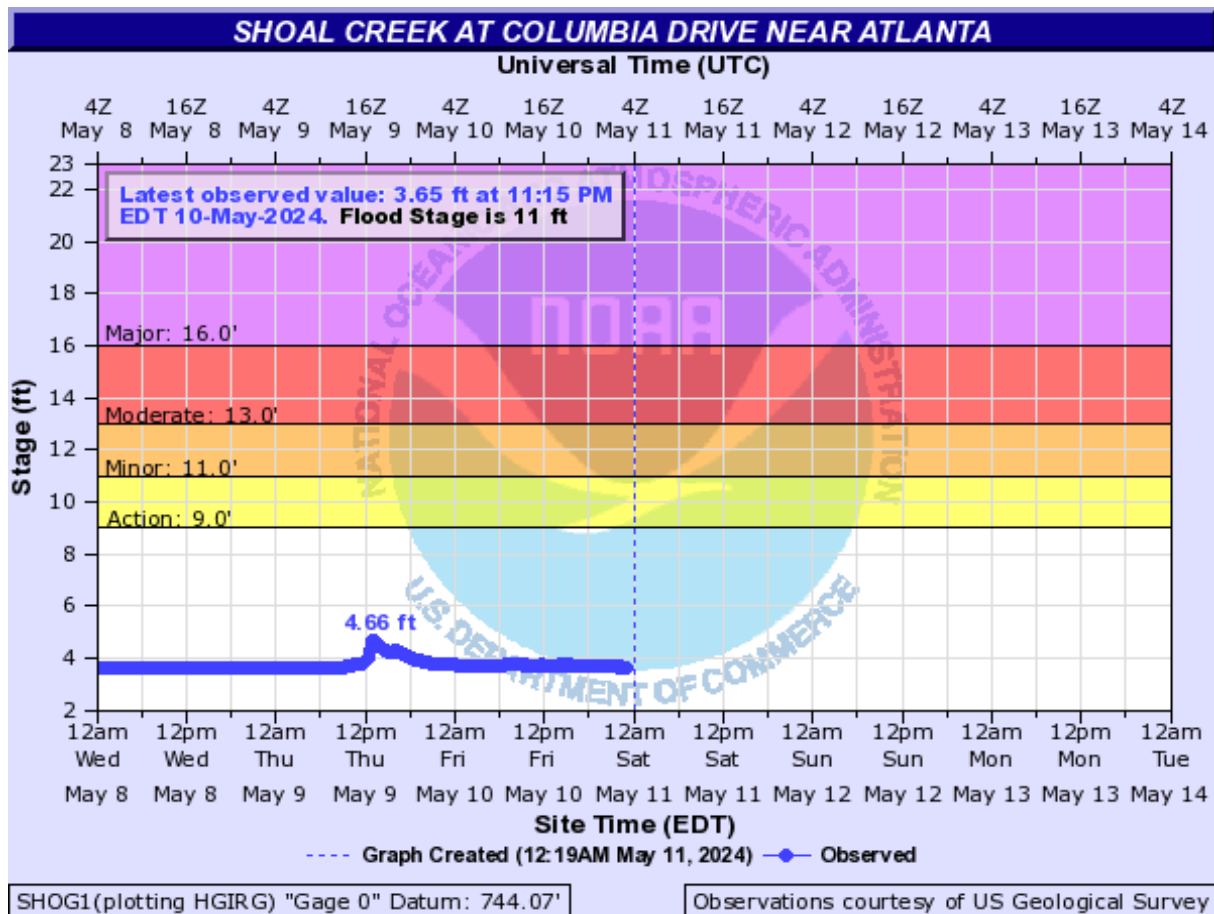 SHOAL CREEK AT COLUMBIA DRIVE NEAR ATLANTA
Universal Time (UTC)
4Z 16Z 4Z 16Z 4Z 16Z 4Z 16Z 4Z 16Z 4Z 16Z 4Z
May 8 May 8 May 9 May 9 May 10 May 10 May 11 May 11 May 12 May 12 May 13 May 13 May 14
Latest observed value: 3.65 ft at 11:15 PM
EDT 10-May-2024. Flood Stage is 11 ft
23
22
20
18
16
14
12
10
8
6
4
2
Stage (ft)
Major: 16.0'
Moderate: 13.0'
Minor: 11.0'
Action: 9.0'
4.66 ft
NATIONAL OCEANIC AND ATMOSPHERIC ADMINISTRATION
NOAA
U.S. DEPARTMENT OF COMMERCE
12am 12pm 12am 12pm 12am 12pm 12am 12pm 12am 12pm 12am 12pm 12am
Wed Wed Thu Thu Fri Fri Sat Sat Sun Sun Mon Mon Tue
May 8 May 8 May 9 May 9 May 10 May 10 May 11 May 11 May 12 May 12 May 13 May 13 May 14
Site Time (EDT)
Graph Created (12:19AM May 11, 2024) Observed
SHOG1(plotting HGIRG) "Gage 0" Datum: 744.07'
Observations courtesy of US Geological Survey